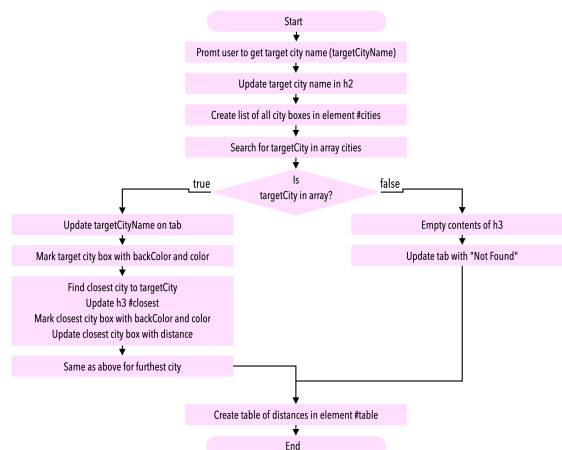 Start
Promt user to get target city name (targetCityName)
Update target city name in h2
Create list of all city boxes in element #cities
Search for targetCity in array cities
Is
targetCity in array?
true
false
Update targetCityName on tab
Mark target city box with backColor and color
Find closest city to targetCity
Update h3 #closest
Mark closest city box with backColor and color
Update closest city box with distance
Same as above for furthest city
Empty contents of h3
Update tab with "Not Found"
Create table of distances in element #table
End